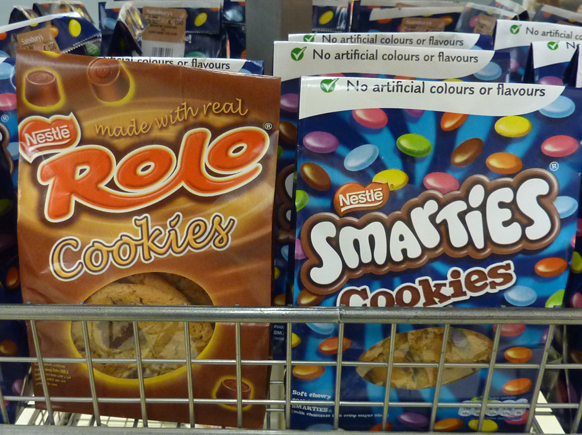 No artificial colours or flavours
No artificial colours or flavours
No artificial colours or flavours
made with real
Nestlé
Rolo
Cookies
No artificial colours or flavours
Nestlé
SMARTIES
Cookies
Soft chewy
SMARTIES